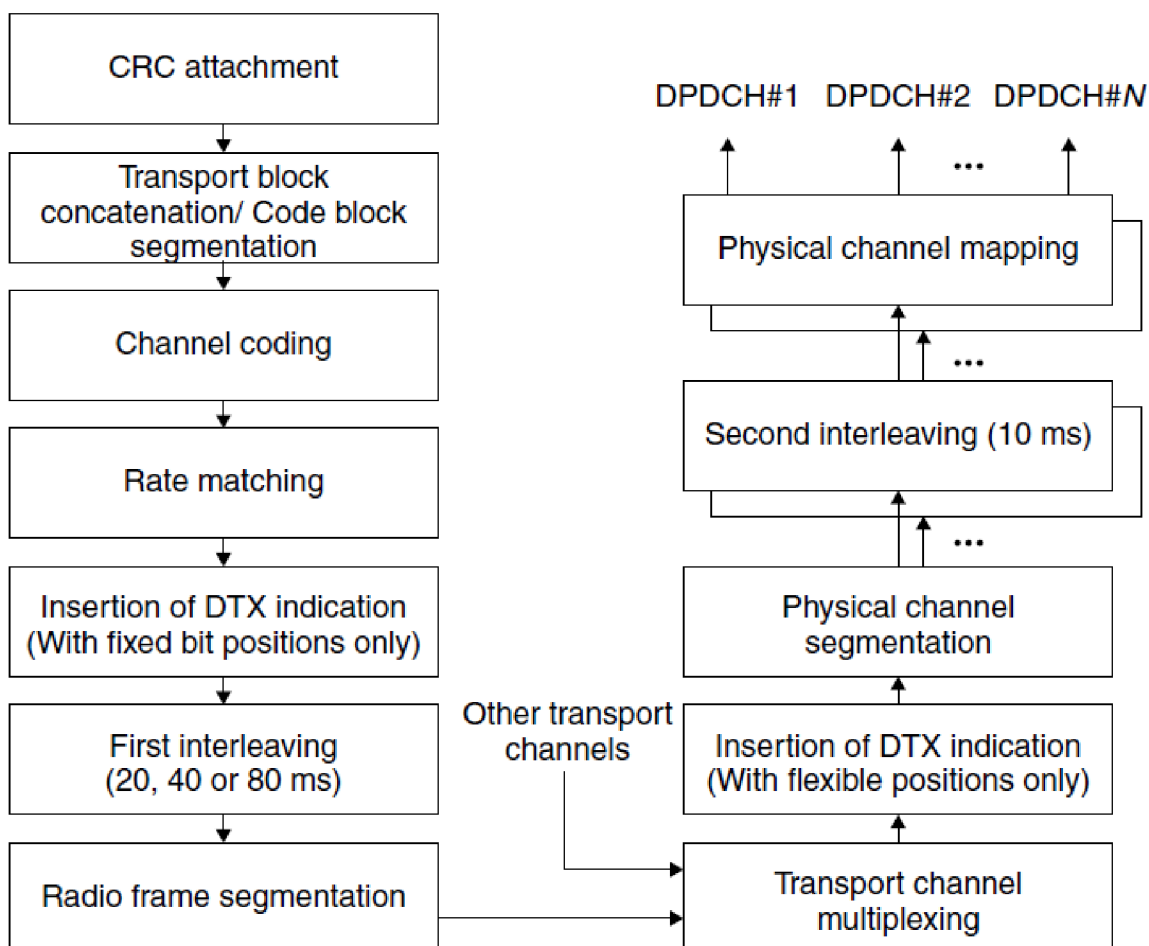 CRC attachment
Transport block
concatenation/ Code block
segmentation
Channel coding
Rate matching
Insertion of DTX indication
(With fixed bit positions only)
First interleaving
(20, 40 or 80 ms)
Radio frame segmentation
Other transport
channels
DPDCH#1 DPDCH#2 DPDCH#N
...
Physical channel mapping
...
Second interleaving (10 ms)
...
Physical channel
segmentation
Insertion of DTX indication
(With flexible positions only)
Transport channel
multiplexing